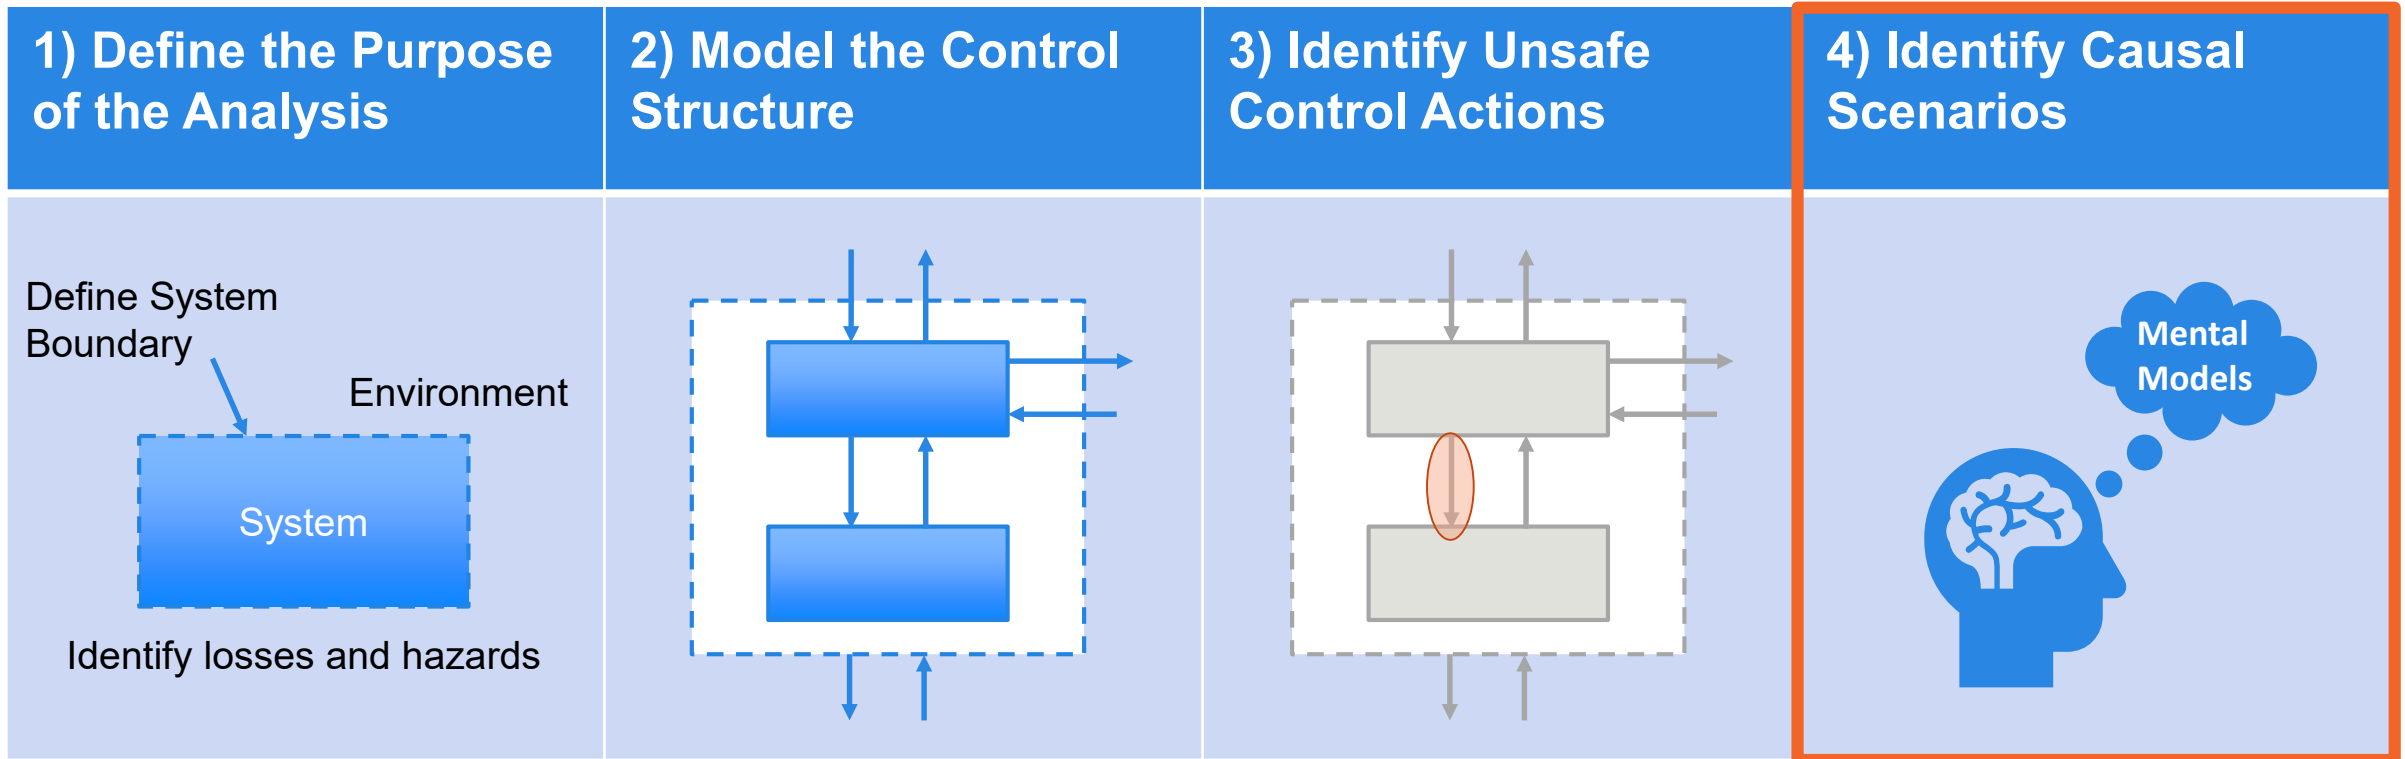 1) Define the Purpose
of the Analysis
2) Model the Control
Structure
3) Identify Unsafe
Control Actions
4) Identify Causal
Scenarios
Define System
Boundary
Environment
System
Identify losses and hazards
Mental
Models